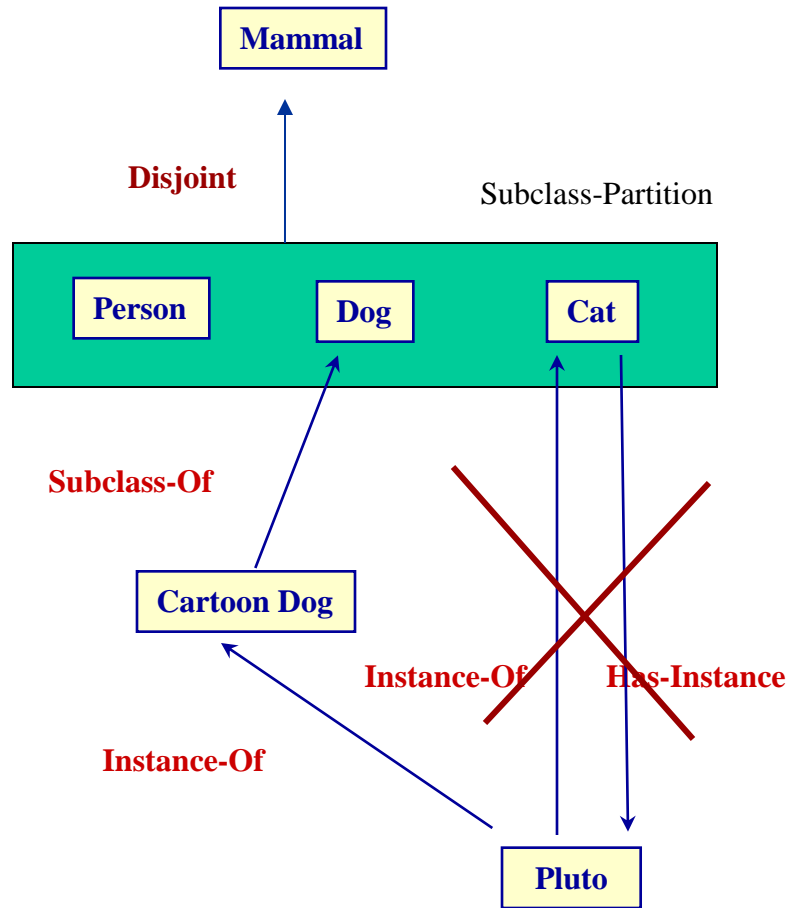 Mammal
Disjoint
Subclass-Partition
Person
Dog
Cat
Subclass-Of
Cartoon Dog
Instance-Of
Has-Instance
Instance-Of
Pluto